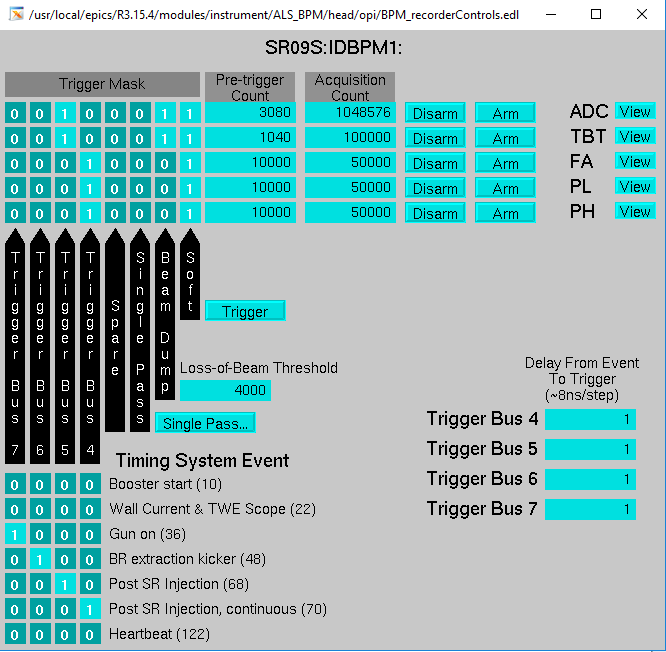 /usr/local/epics/R3.15.4/modules/instrument/ALS_BPM/head/opi/BPM_recorderControls.edl
SR09S:IDBPM1:
Trigger Mask
Pre-trigger Count
Acquisition Count
0 0 1 0 0 0 1 1 3080 1048576 Disarm Arm ADC View
0 0 1 0 0 0 1 1 1040 100000 Disarm Arm TBT View
0 0 0 1 0 0 0 1 10000 50000 Disarm Arm FA View
0 0 0 1 0 0 0 1 10000 50000 Disarm Arm PL View
0 0 0 1 0 0 0 1 10000 50000 Disarm Arm PH View
Trigger Bus 7
Trigger Bus 6
Trigger Bus 5
Trigger Bus 4
Spare
Single Pass
Beam Dump
Soft
Trigger
Loss-of-Beam Threshold
4000
Single Pass...
Delay From Event
To Trigger
(~8ns/step)
Trigger Bus 4 1
Trigger Bus 5 1
Trigger Bus 6 1
Trigger Bus 7 1
Timing System Event
0 0 0 0 Booster start (10)
0 0 0 0 Wall Current & TWE Scope (22)
1 0 0 0 Gun on (36)
0 1 0 0 BR extraction kicker (48)
0 0 1 0 Post SR Injection (68)
0 0 0 1 Post SR Injection, continuous (70)
0 0 0 0 Heartbeat (122)